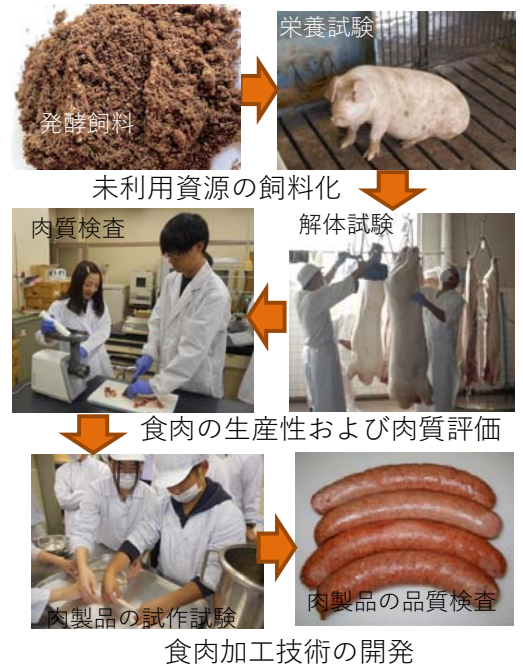 発酵飼料
栄養試験
未利用資源の飼料化
解体試験
肉質検査
食肉の生産性および肉質評価
肉製品の試作試験
肉製品の品質検査
食肉加工技術の開発